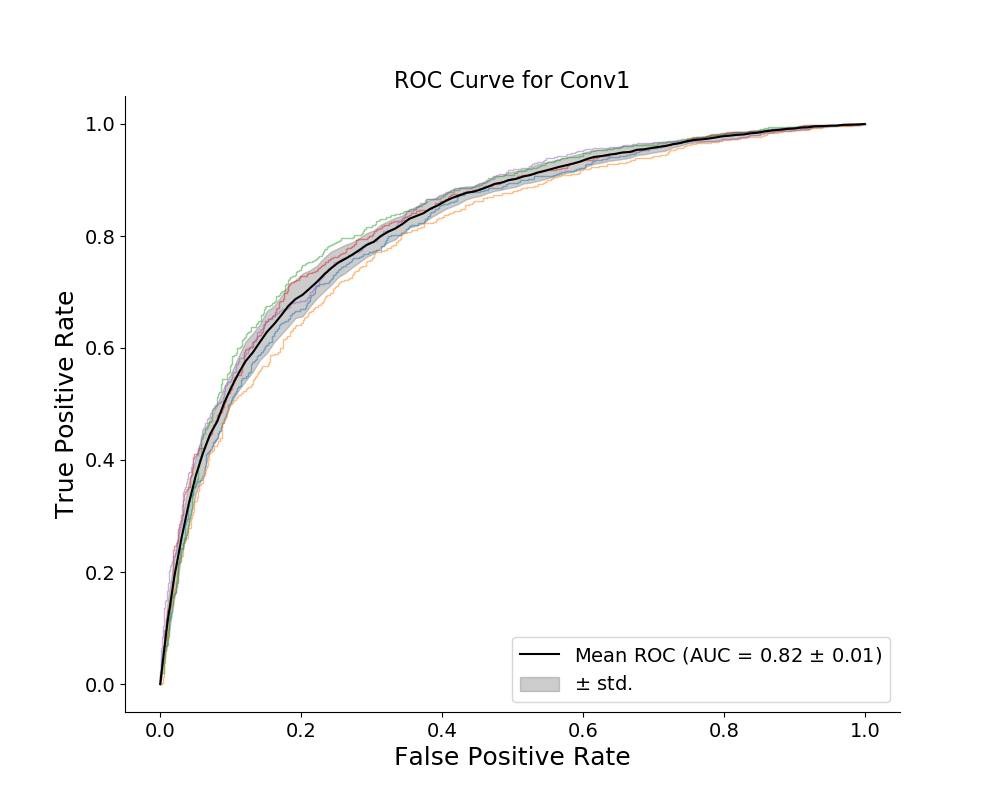 ROC Curve for Conv1
1.0
0.8
0.6
0.4
0.2
0.0
True Positive Rate
Mean ROC (AUC = 0.82 ± 0.01)
± std.
0.0 0.2 0.4 0.6 0.8 1.0
False Positive Rate